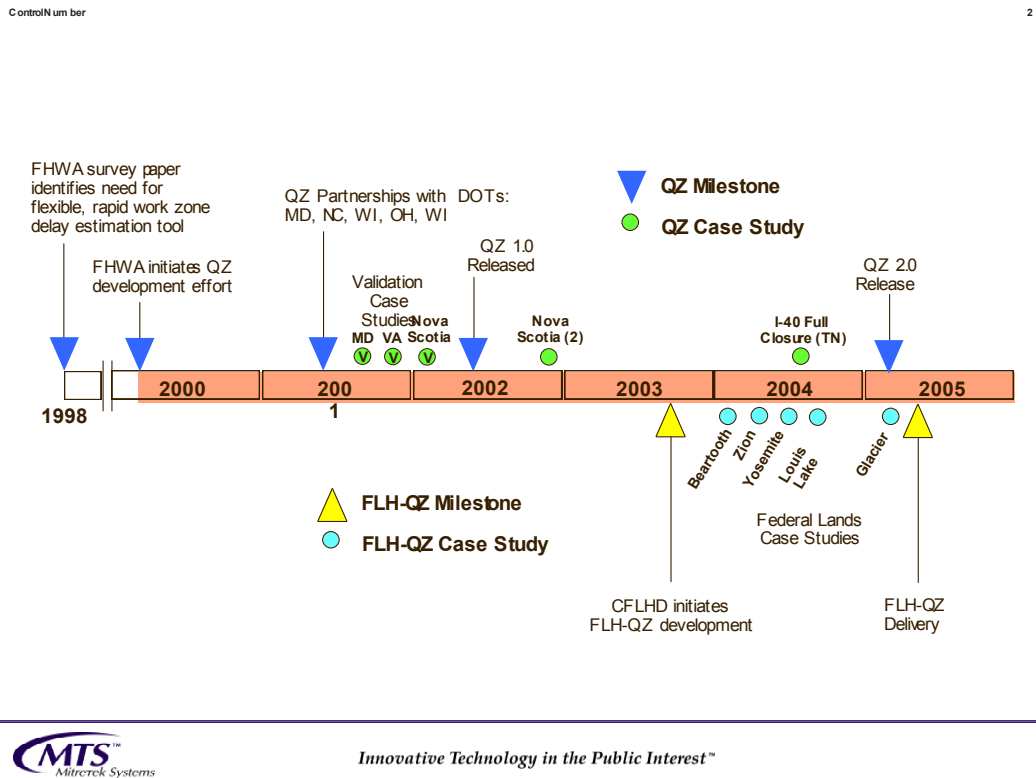 ControlNumber
2
FHWA survey paper
identifies need for
flexible, rapid work zone
delay estimation tool
FHWA initiates QZ
development effort
QZ Partnerships with DOTs:
MD, NC, WI, OH, WI
Validation
Case
Studies
MD
VA
Nova
Scotia
V
V
V
QZ 1.0
Released
Nova
Scotia (2)
QZ Milestone
QZ Case Study
I-40 Full
Closure (TN)
QZ 2.0
Release
1998
2000
200
1
2002
2003
2004
2005
Beartooth
Zion
Yosemite
Louis
Lake
Glacier
FLH-QZ Milestone
FLH-QZ Case Study
Federal Lands
Case Studies
CFLHD initiates
FLH-QZ development
FLH-QZ
Delivery
MTS™
Mitretek Systems
Innovative Technology in the Public Interest™